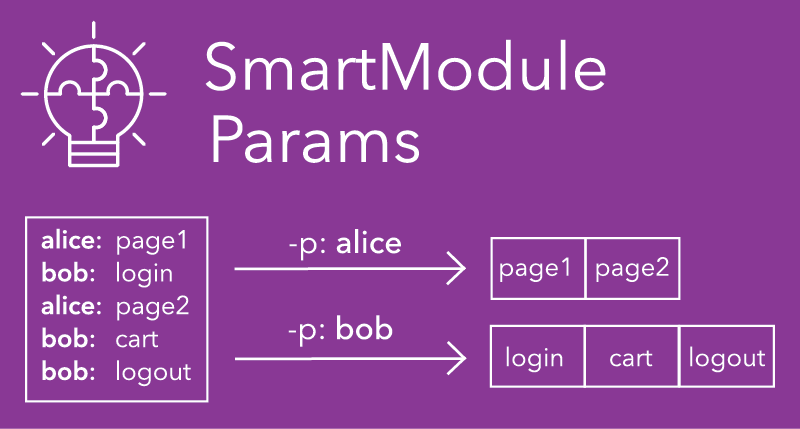 SmartModule
Params
alice: page1
bob: login
alice: page2
bob: cart
bob: logout
-p: alice
page1 page2
-p: bob
login cart logout